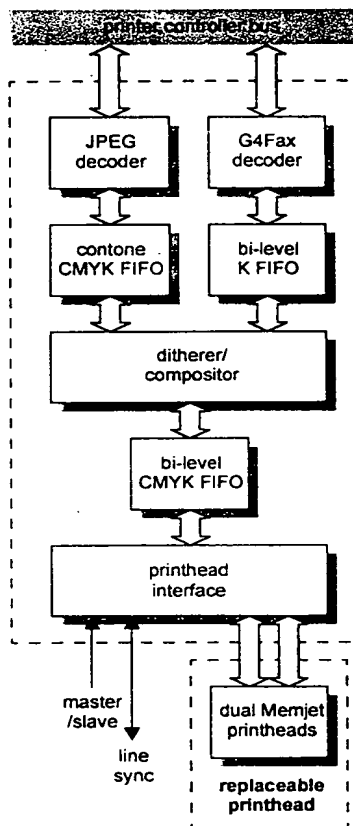 printer controller bus
JPEG
decoder
G4Fax
decoder
contone
CMYK FIFO
bi-level
K FIFO
ditherer/
compositor
bi-level
CMYK FIFO
printhead
interface
master
/slave
line
sync
dual Memjet
printheads
replaceable
printhead